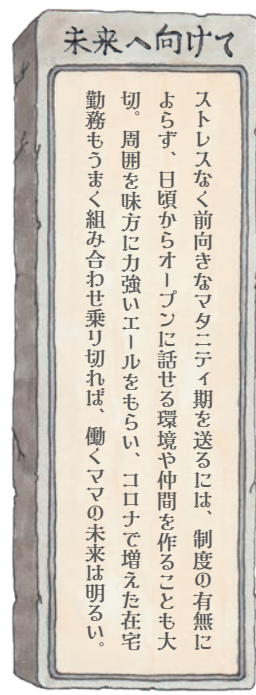 未来へ向けて
ストレスなく前向きなマタニティ期を送るには、制度の有無に
よらず、日頃からオープンに話せる環境や仲間を作ることも大
切。周囲を味方に力強いエールをもらい、コロナで増えた在宅
勤務もうまく組み合わせ乗り切れば、働くママの未来は明るい。